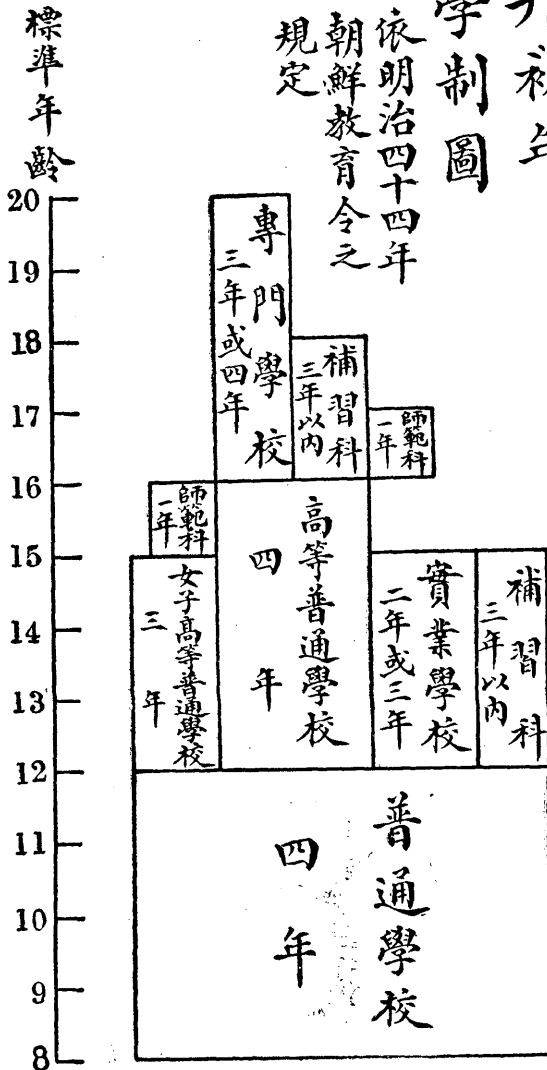 學制圖
依明治四十四年
朝鮮教育令之
規定
標準年齡
20
19
18
17
16
15
14
13
12
11
10
9
8
專門學校
三年或四年
補習科
三年以内
師範科
一年
師範科
一年
高等普通學校
四年
女子高等普通學校
三年
實業學校
二年或三年
補習科
三年以内
普通學校
四年